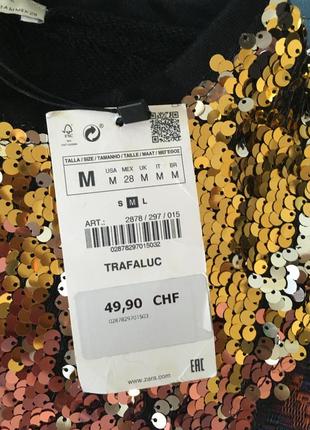 TALLA / SIZE / TAMANHO / TAILLE / MAAT / ΜΕΓΕΘΟΣ
M
USA MEX UK IT BR
M 28 M M M
S M L
ART.: 2878 / 297 / 015
02878297015032
TRAFALUC
49,90 CHF
0287829701503
www.zara.com
EAC